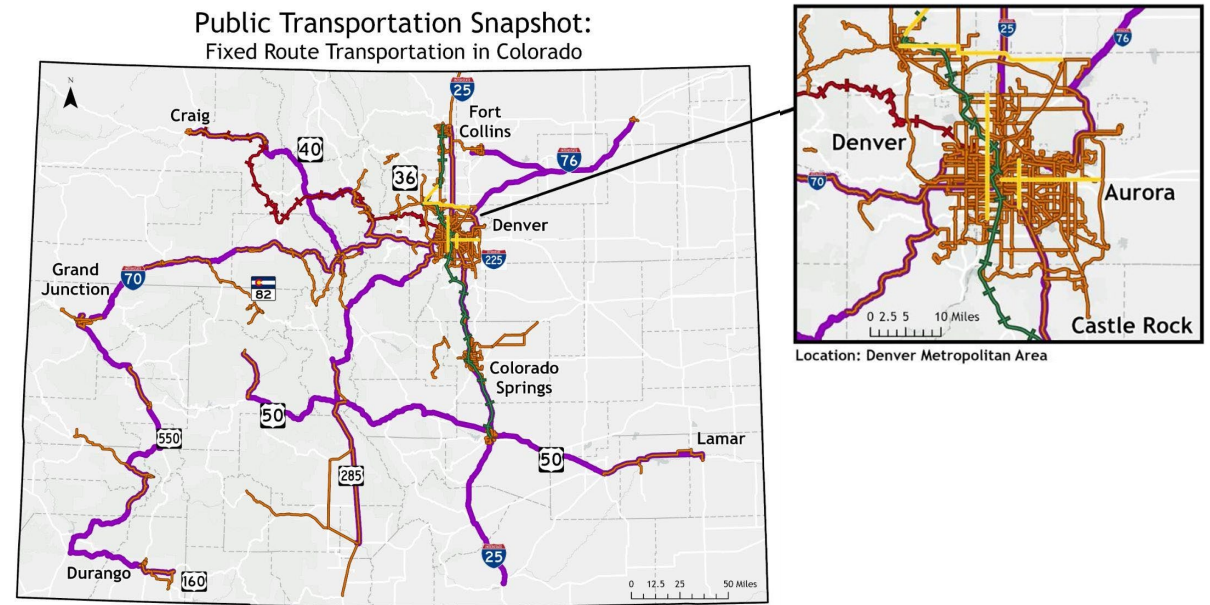 Public Transportation Snapshot:
Fixed Route Transportation in Colorado
N
Craig
40
25
Fort
Collins
76
36
Denver
225
Grand
Junction
70
82
Colorado
Springs
50
550
50
Lamar
285
25
Durango
160
0 12.5 25 50 Miles
25
76
Denver
70
Aurora
0 2.5 5 10 Miles
Castle Rock
Location: Denver Metropolitan Area